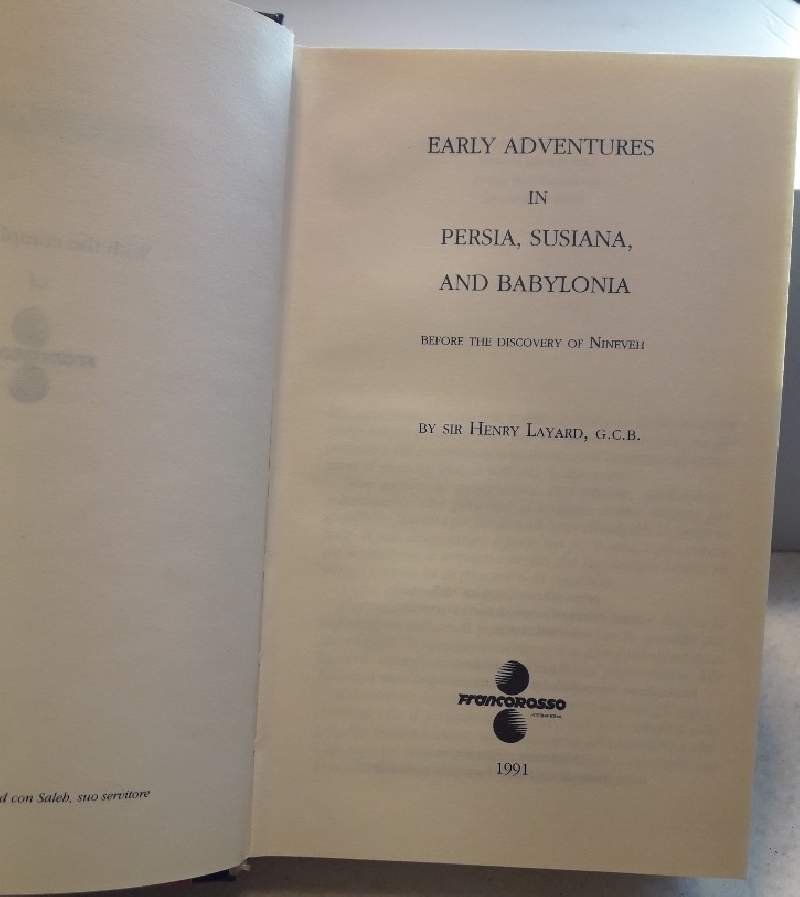 d con Saleh, suo servitore
EARLY ADVENTURES
IN
PERSIA, SUSIANA,
AND BABYLONIA
BEFORE THE DISCOVERY OF NINEVEH
BY SIR HENRY LAYARD, G.C.B.
FRANCOROSSO
1991